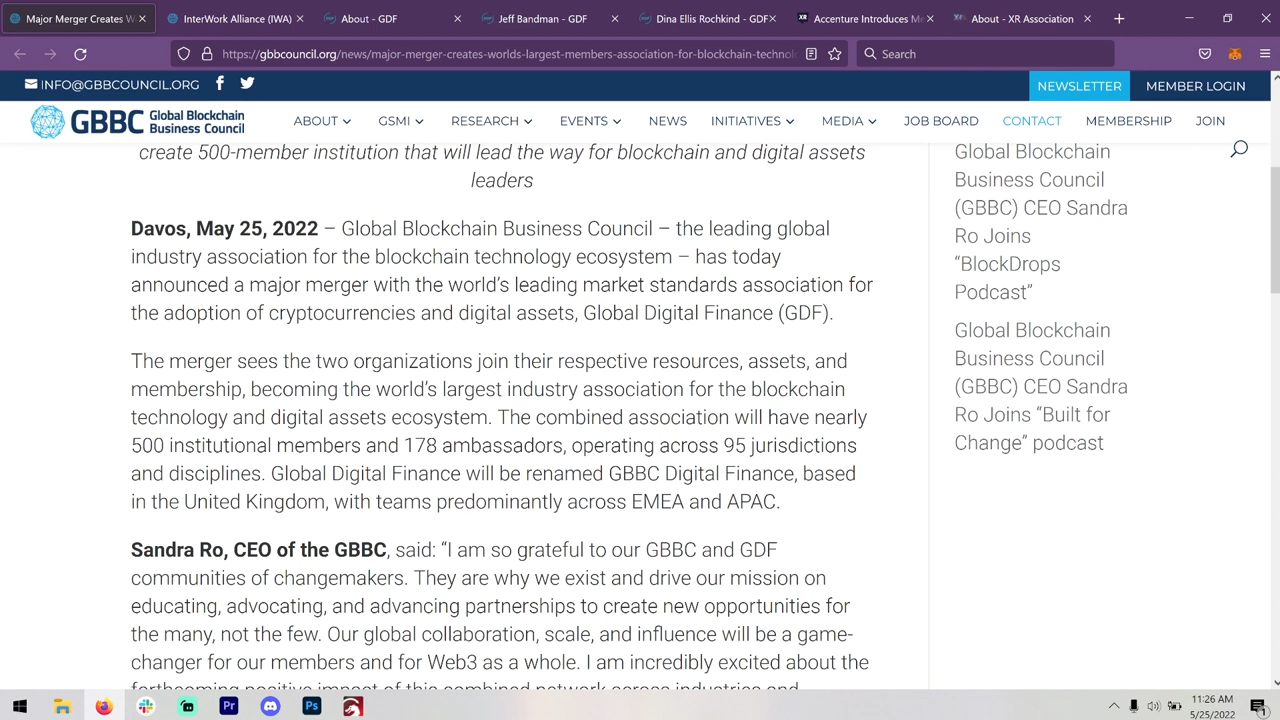 Major Merger Creates W
InterWork Alliance (IWA)
About - GDF
Jeff Bandman - GDF
Dina Ellis Rochkind - GDF
Accenture Introduces Me
About - XR Association
https://gbbcouncil.org/news/major-merger-creates-worlds-largest-members-association-for-blockchain-technol
Search
INFO@GBBCOUNCIL.ORG
NEWSLETTER
MEMBER LOGIN
GBBC Global Blockchain
Business Council
ABOUT
GSMI
RESEARCH
EVENTS
NEWS
INITIATIVES
MEDIA
JOB BOARD
CONTACT
MEMBERSHIP
JOIN
create 500-member institution that will lead the way for blockchain and digital assets
leaders
Davos, May 25, 2022 – Global Blockchain Business Council – the leading global
industry association for the blockchain technology ecosystem – has today
announced a major merger with the world's leading market standards association for
the adoption of cryptocurrencies and digital assets, Global Digital Finance (GDF).
The merger sees the two organizations join their respective resources, assets, and
membership, becoming the world's largest industry association for the blockchain
technology and digital assets ecosystem. The combined association will have nearly
500 institutional members and 178 ambassadors, operating across 95 jurisdictions
and disciplines. Global Digital Finance will be renamed GBBC Digital Finance, based
in the United Kingdom, with teams predominantly across EMEA and APAC.
Sandra Ro, CEO of the GBBC, said: “I am so grateful to our GBBC and GDF
communities of changemakers. They are why we exist and drive our mission on
educating, advocating, and advancing partnerships to create new opportunities for
the many, not the few. Our global collaboration, scale, and influence will be a game-
changer for our members and for Web3 as a whole. I am incredibly excited about the
forthcoming positive impact of this combined network across industries and
Global Blockchain
Business Council
(GBBC) CEO Sandra
Ro Joins
“BlockDrops
Podcast”
Global Blockchain
Business Council
(GBBC) CEO Sandra
Ro Joins “Built for
Change” podcast
11:26 AM
5/25/2022